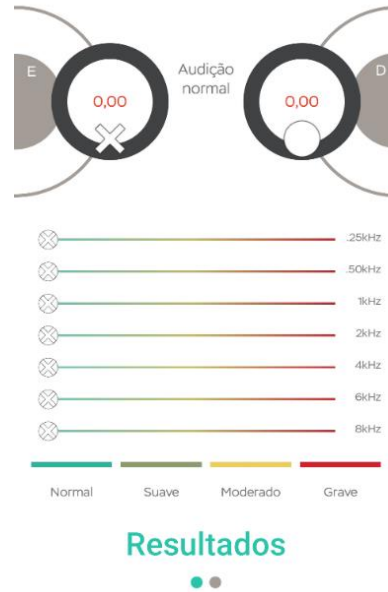 E
Audição
normal
D
0,00
0,00
.25kHz
.50kHz
1kHz
2kHz
4kHz
6kHz
8kHz
Normal Suave Moderado Grave
Resultados